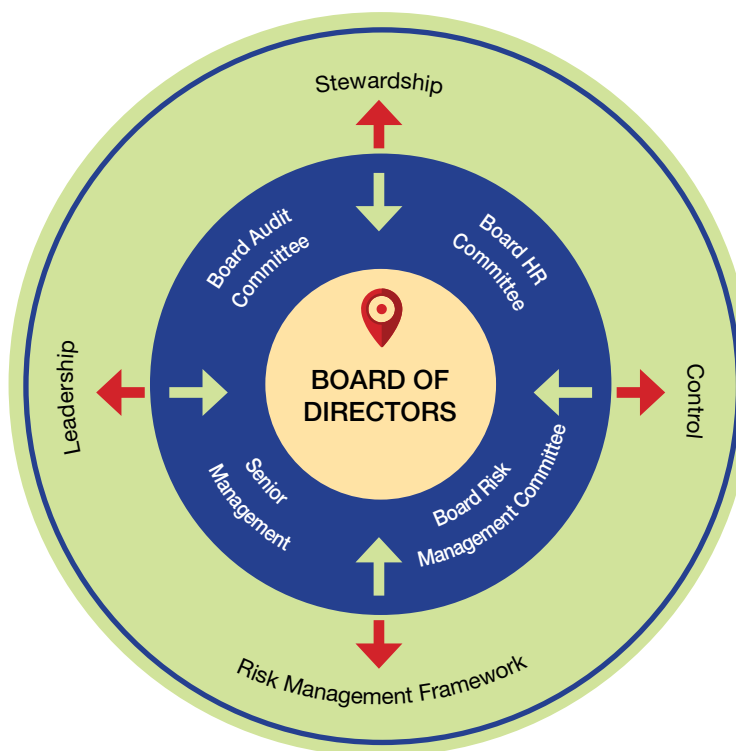 Stewardship
Board Audit
Committee
Board HR
Committee
Leadership
BOARD OF
DIRECTORS
Control
Senior
Management
Board Risk
Management Committee
Risk Management Framework